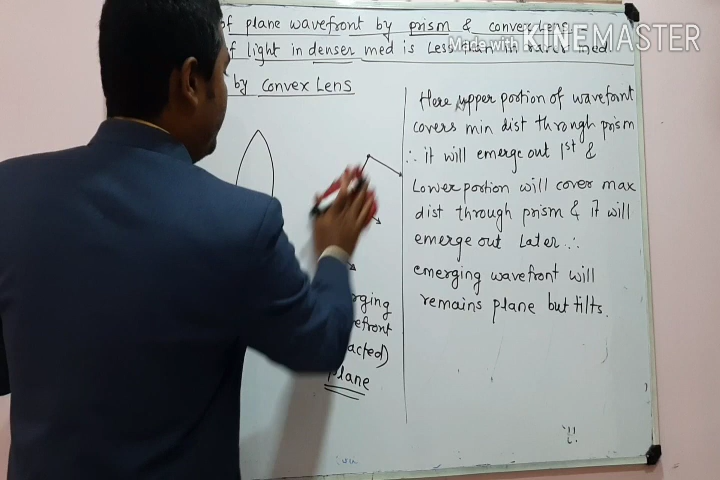 of plane wavefront by prism & convex Lens
of light in denser med is Less than in rarer med.
by Convex Lens
Made with KINEMASTER
Here upper portion of wavefront
covers min dist through prism
∴ it will emerge out 1st &
Lower portion will cover max
dist through prism & it will
emerge out Later ∴
emerging wavefront will
remains plane but tilts.
rging
efront
acted)
plane